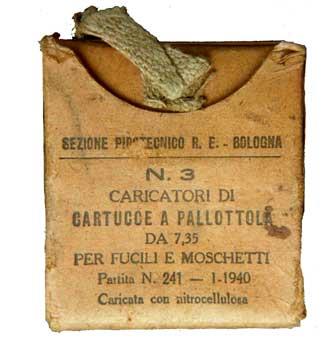 SEZIONE PIROTECNICO R. E. - BOLOGNA
N. 3
CARICATORI DI
CARTUCCE A PALLOTTOLA
DA 7,35
PER FUCILI E MOSCHETTI
Partita N. 241 — 1-1940
Caricata con nitrocellulosa